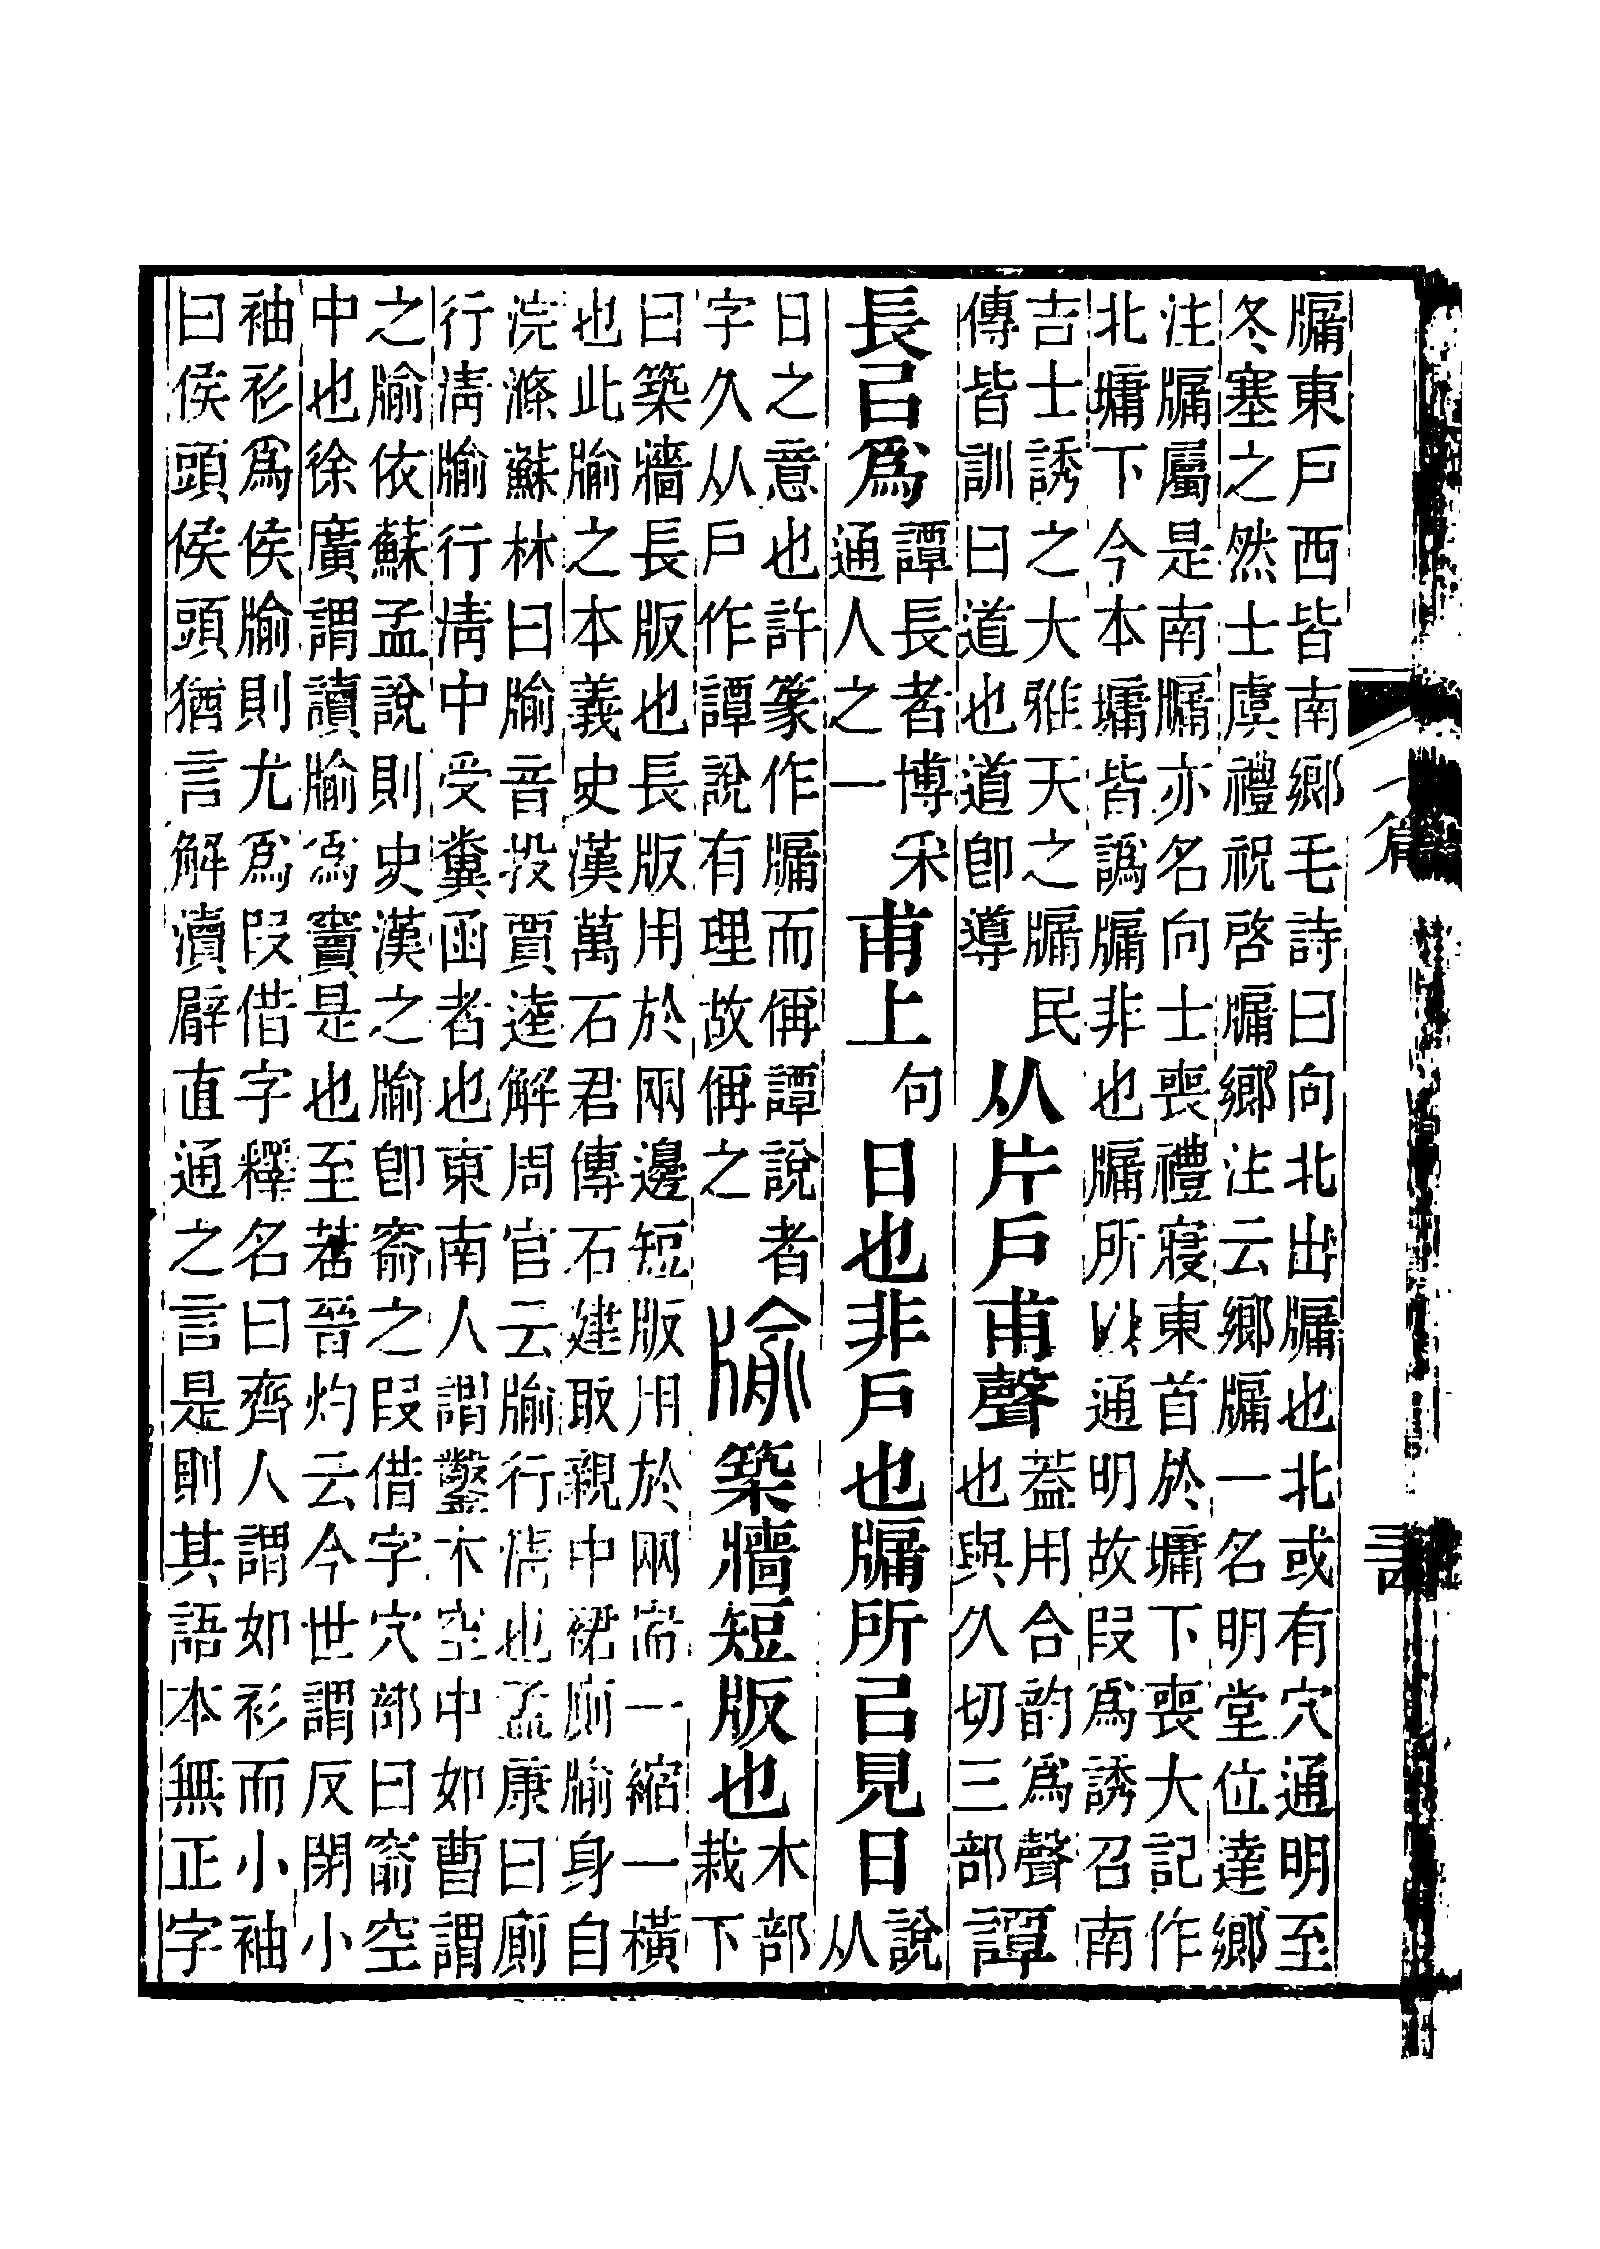 牖東戶西皆南鄉毛詩曰向北出牖也北或有穴通明至
冬塞之然士虞禮祝啓牖鄉注云鄉牖一名明堂位達鄉
注牖屬是南牖亦名向士喪禮寑東首於墉下喪大記作
北墉下今本墉皆譌牖非也牖所㠯通明故叚爲誘召南
吉士誘之大雅天之牖民傳皆訓曰道也道卽導从片戶甫聲葢用合韵爲聲也與久切三部譚
長㠯爲譚長者博采通人之一甫上句日也非戶也牖所㠯見日說从
日之意也許篆作牖而偁譚說者字久从戶作譚說有理故偁之牏築牆短版也木部栽下
曰築牆長版也長版用於㒳邊短版用於㒳耑一縮一橫
也此牏之本義史漢萬石君傳石建取親中裙厠牏身自
浣滌蘇林曰牏音投賈逵解周官云牏行淸也孟康曰厠
行淸牏行淸中受糞函者也東南人謂鑿木空中如曹謂
之牏依蘇孟說則史漢之牏卽窬之叚借字穴部曰窬空
中也徐廣謂讀牏爲竇是也至若晉灼云今世謂反閉小
袖衫爲侯牏則尤爲叚借字釋名曰齊人謂如衫而小袖
曰侯頭侯頭猶言解瀆臂直通之言是則其語本無正字